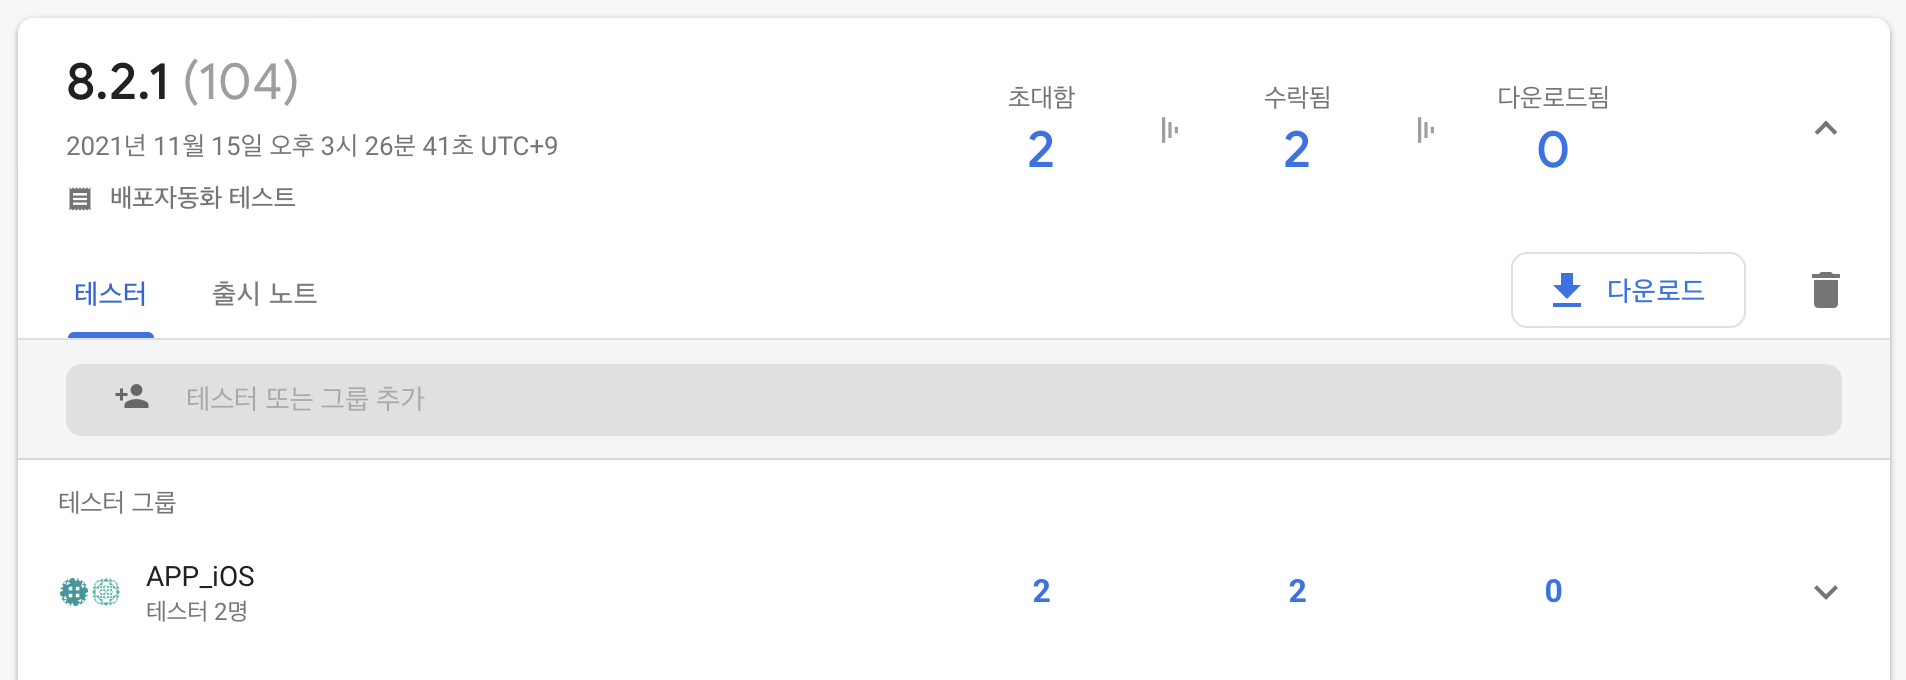 8.2.1 (104)
2021년 11월 15일 오후 3시 26분 41초 UTC+9
배포자동화 테스트
초대함
2
수락됨
2
다운로드됨
0
테스터
출시 노트
다운로드
테스터 또는 그룹 추가
테스터 그룹
APP_iOS
테스터 2명
2
2
0